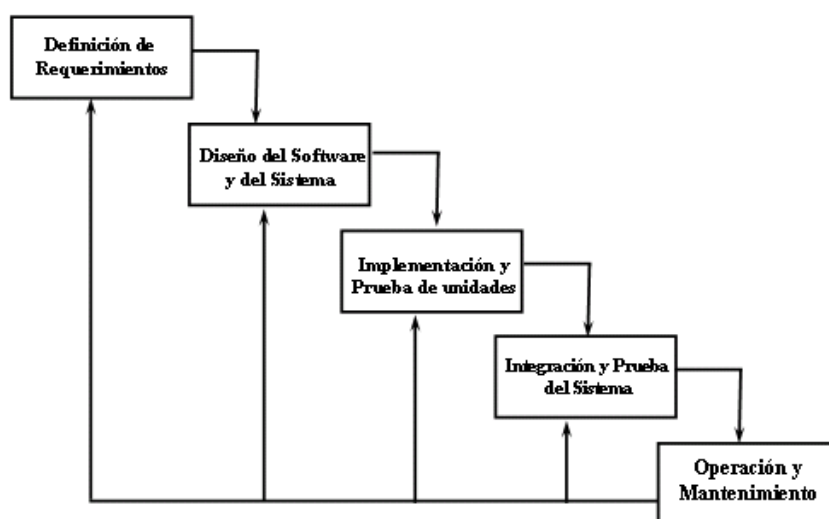 Definición de
Requerimientos
Diseño del Software
y del Sistema
Implementación y
Prueba de unidades
Integración y Prueba
del Sistema
Operación y
Mantenimiento